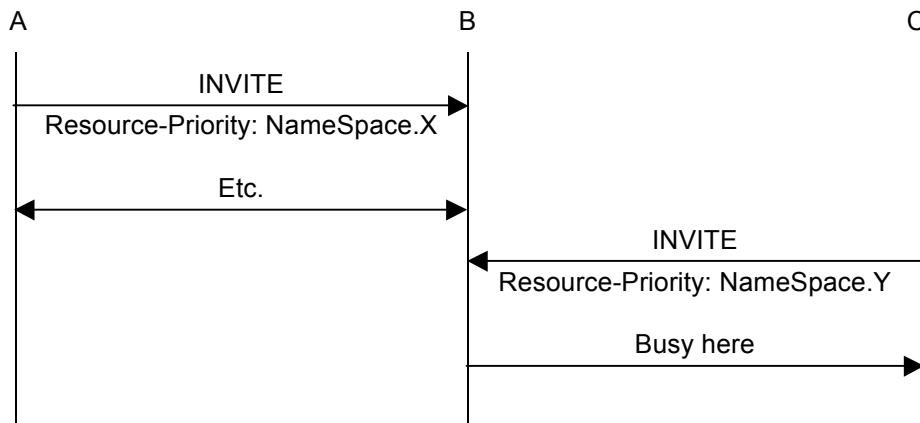 A B C
INVITE
Resource-Priority: NameSpace.X
Etc.
INVITE
Resource-Priority: NameSpace.Y
Busy here